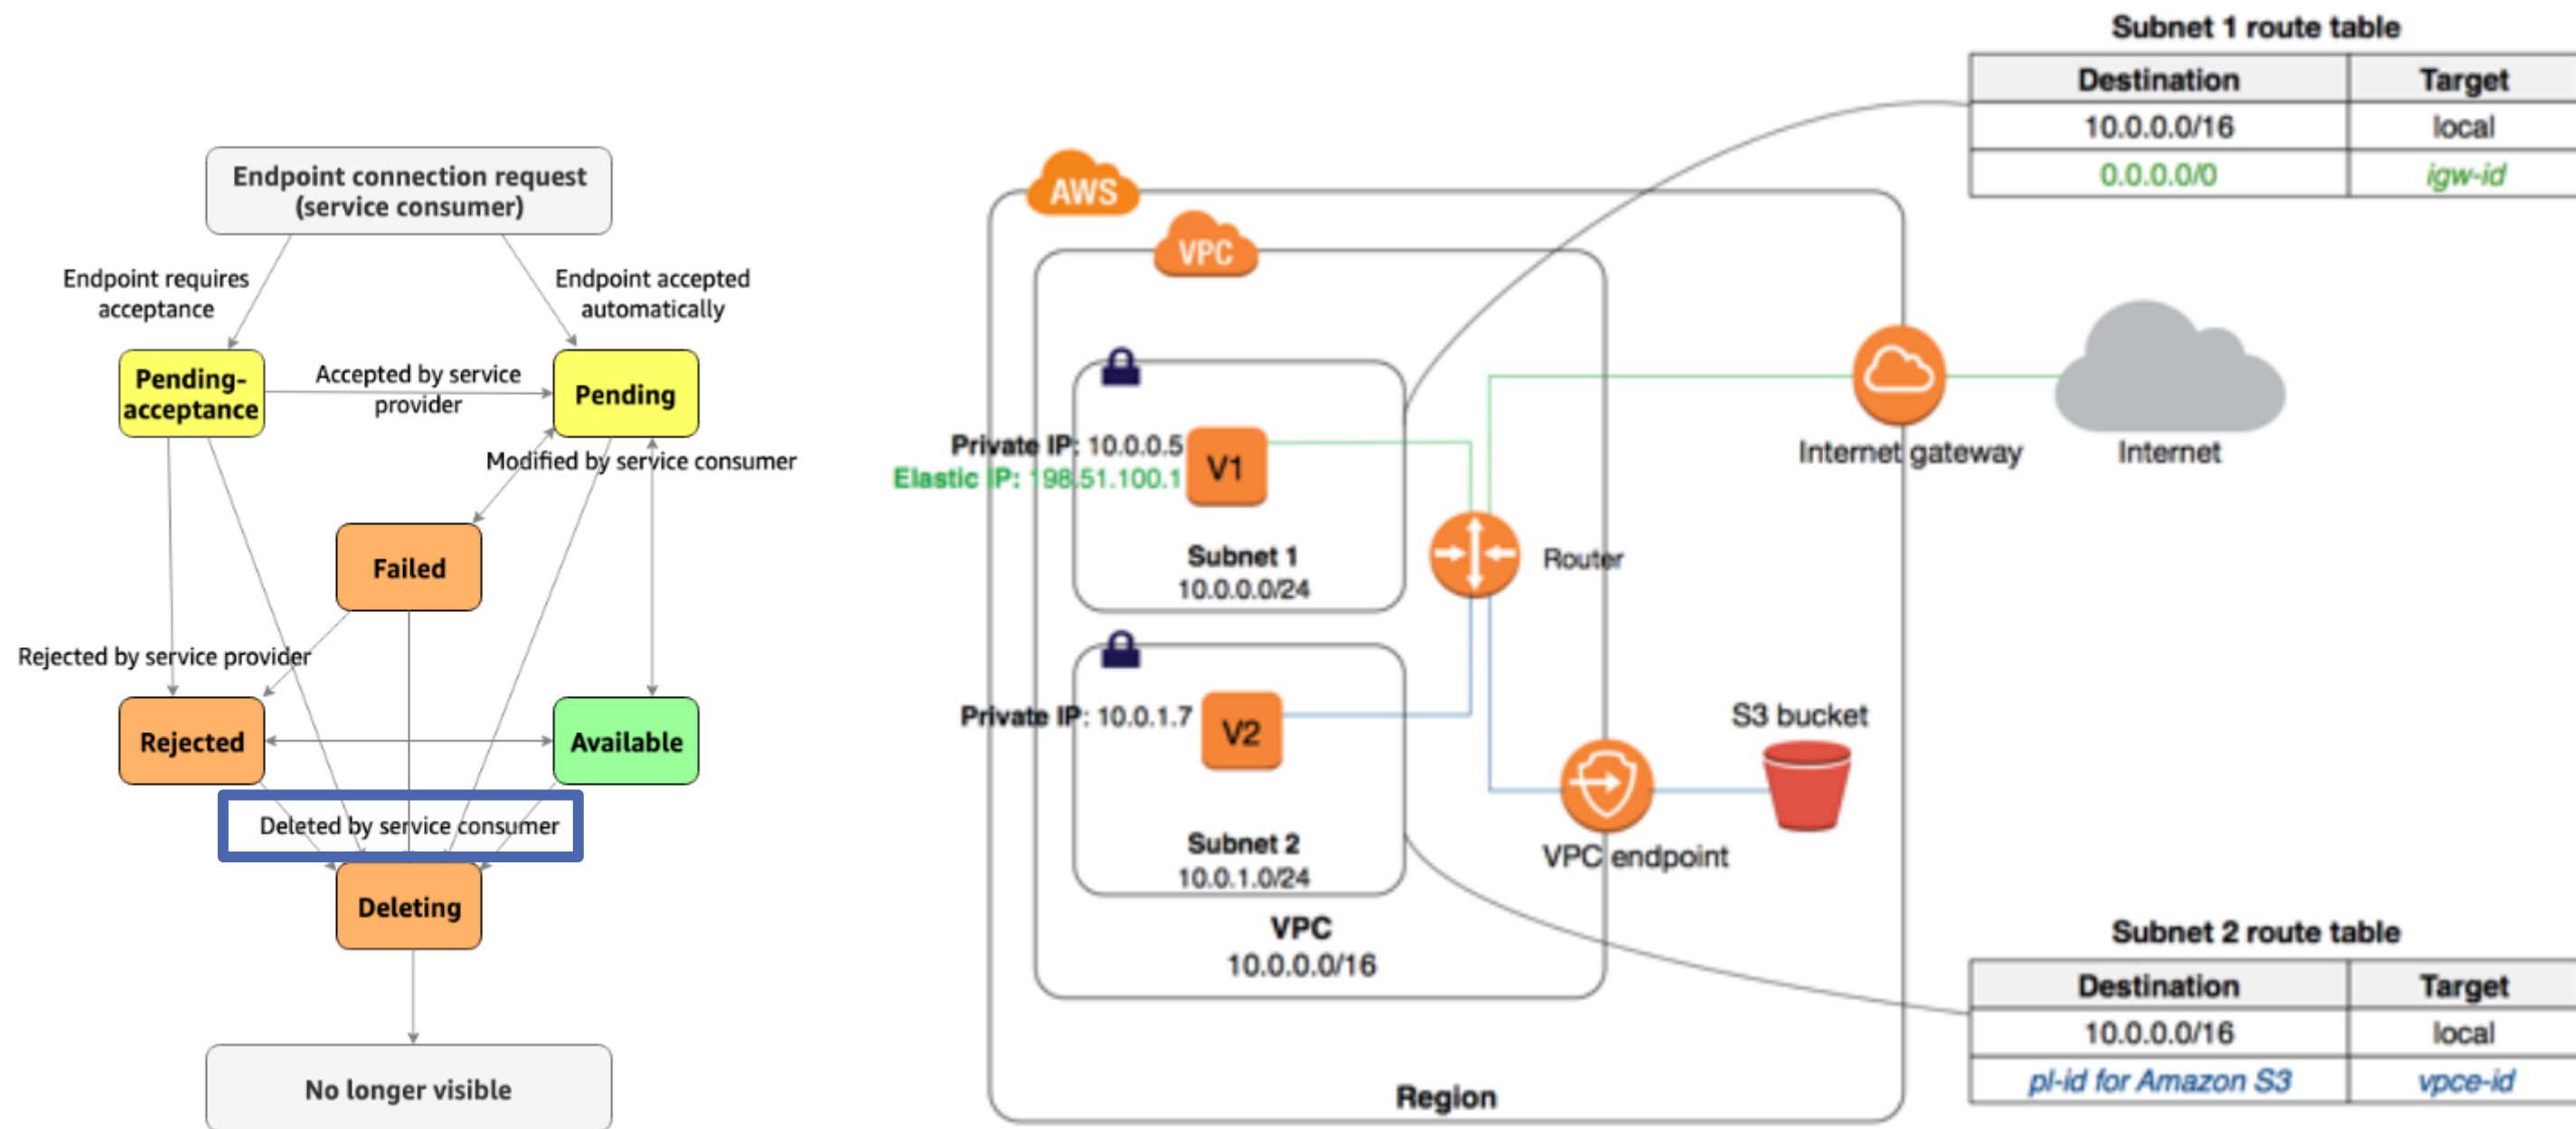 Endpoint connection request
(service consumer)
Endpoint requires
acceptance
Endpoint accepted
automatically
Pending-
acceptance
Accepted by service
provider
Pending
Modified by service consumer
Failed
Rejected by service provider
Rejected
Available
Deleted by service consumer
Deleting
No longer visible
AWS
VPC
Private IP: 10.0.0.5
Elastic IP: 198.51.100.1
V1
Subnet 1
10.0.0.0/24
Router
Private IP: 10.0.1.7
V2
Subnet 2
10.0.1.0/24
VPC
10.0.0.0/16
Region
Internet gateway
Internet
S3 bucket
VPC endpoint
Subnet 1 route table
Destination Target
10.0.0.0/16 local
0.0.0.0/0 igw-id
Subnet 2 route table
Destination Target
10.0.0.0/16 local
pl-id for Amazon S3 vpce-id